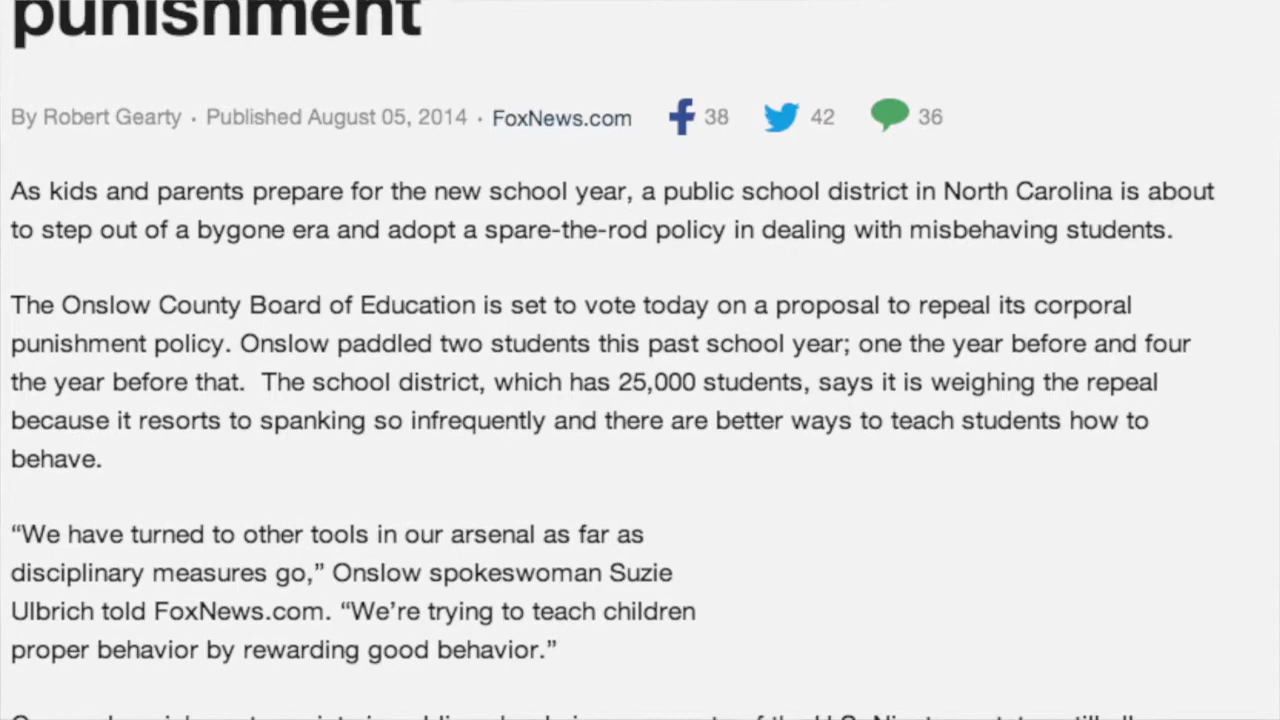 punishment
By Robert Gearty · Published August 05, 2014 · FoxNews.com 38 42 36
As kids and parents prepare for the new school year, a public school district in North Carolina is about
to step out of a bygone era and adopt a spare-the-rod policy in dealing with misbehaving students.
The Onslow County Board of Education is set to vote today on a proposal to repeal its corporal
punishment policy. Onslow paddled two students this past school year; one the year before and four
the year before that.  The school district, which has 25,000 students, says it is weighing the repeal
because it resorts to spanking so infrequently and there are better ways to teach students how to
behave.
“We have turned to other tools in our arsenal as far as
disciplinary measures go,” Onslow spokeswoman Suzie
Ulbrich told FoxNews.com. “We’re trying to teach children
proper behavior by rewarding good behavior.”